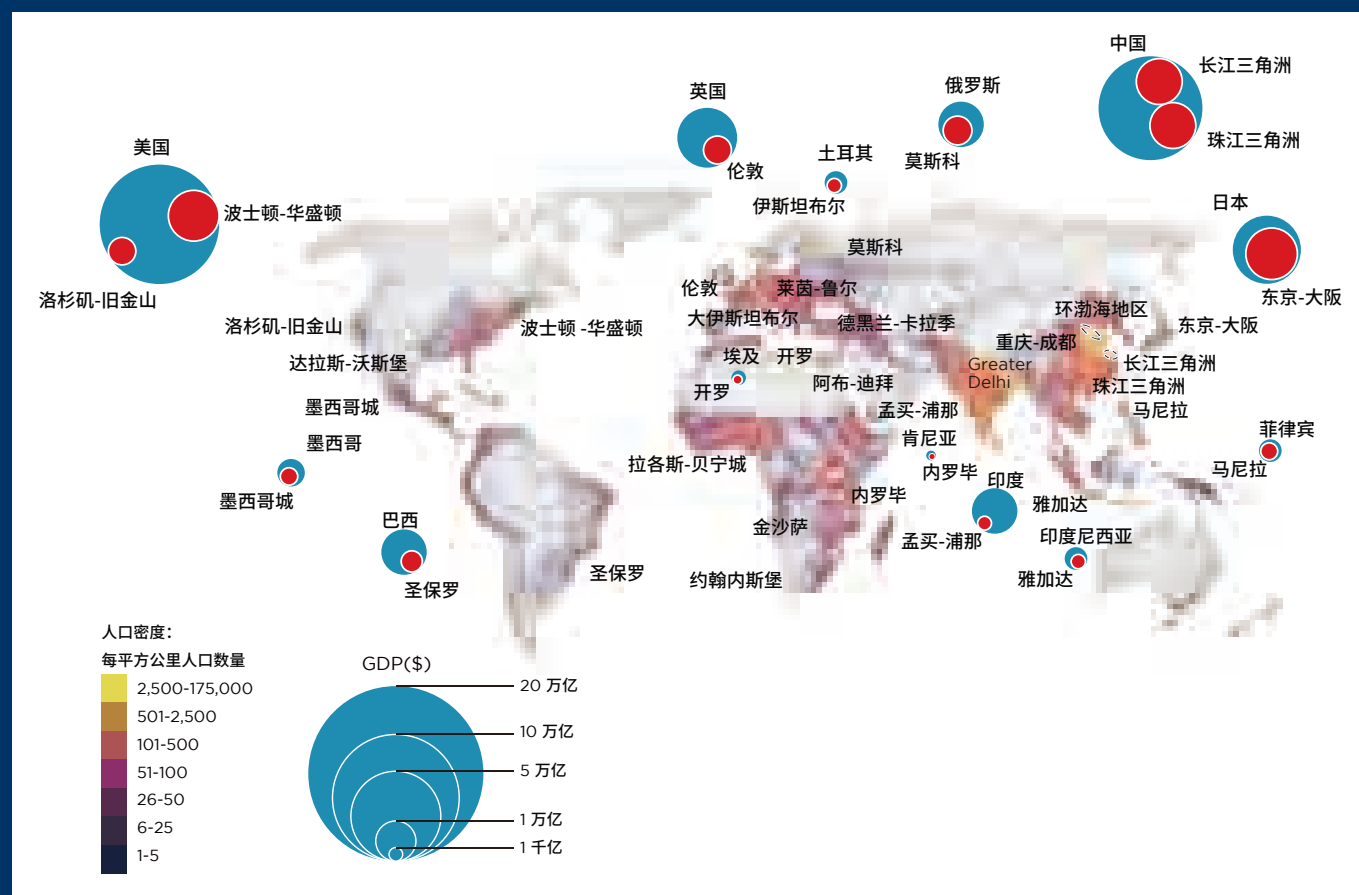 中国
长江三角洲
珠江三角洲
俄罗斯
莫斯科
英国
伦敦
土耳其
伊斯坦布尔
美国
波士顿-华盛顿
洛杉矶-旧金山
日本
东京-大阪
莫斯科
伦敦
莱茵-鲁尔
大伊斯坦布尔
德黑兰-卡拉季
环渤海地区
东京-大阪
洛杉矶-旧金山
波士顿 -华盛顿
重庆-成都
长江三角洲
达拉斯-沃斯堡
埃及
开罗
开罗
Greater
Delhi
珠江三角洲
阿布-迪拜
墨西哥城
孟买-浦那
马尼拉
墨西哥
墨西哥城
肯尼亚
内罗毕
菲律宾
马尼拉
拉各斯-贝宁城
内罗毕
印度
孟买-浦那
雅加达
金沙萨
印度尼西亚
雅加达
巴西
圣保罗
圣保罗
约翰内斯堡
人口密度：
每平方公里人口数量
2,500-175,000
501-2,500
101-500
51-100
26-50
6-25
1-5
GDP($)
20 万亿
10 万亿
5 万亿
1 万亿
1 千亿